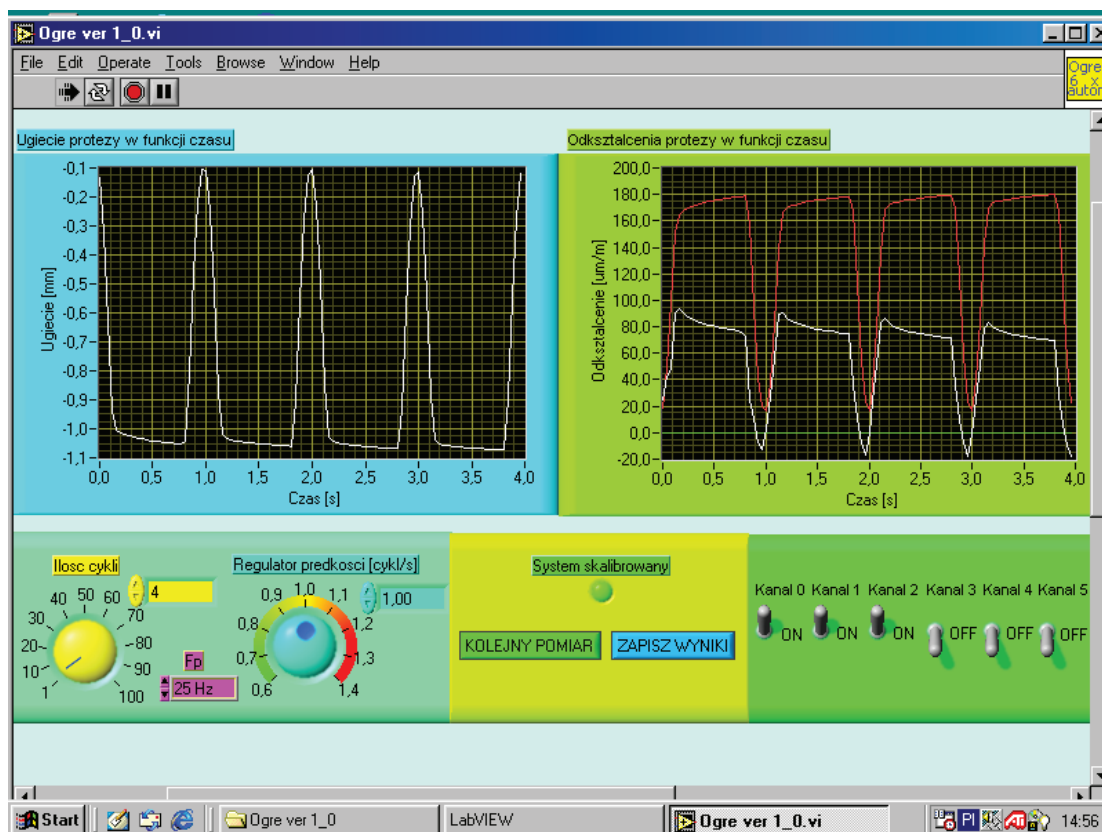 Ogre ver 1_0.vi
File Edit Operate Tools Browse Window Help
Ogre
6 x
autor
Ugiecie protezy w funkcji czasu
Odksztalcenia protezy w funkcji czasu
-0,1
-0,2
-0,3
-0,4
-0,5
-0,6
-0,7
-0,8
-0,9
-1,0
-1,1
Ugiecie [mm]
0,0 0,5 1,0 1,5 2,0 2,5 3,0 3,5 4,0
Czas [s]
200,0
180,0
160,0
140,0
120,0
100,0
80,0
60,0
40,0
20,0
0,0
-20,0
Odksztalcenie [um/m]
0,0 0,5 1,0 1,5 2,0 2,5 3,0 3,5 4,0
Czas [s]
Ilosc cykli
4
1 10 20 30 40 50 60 70 80 90 100
Fp
25 Hz
Regulator predkosci [cykl/s]
1,00
0,6 0,7 0,8 0,9 1,0 1,1 1,2 1,3 1,4
System skalibrowany
KOLEJNY POMIAR ZAPISZ WYNIKI
Kanal 0 Kanal 1 Kanal 2 Kanal 3 Kanal 4 Kanal 5
ON ON ON OFF OFF OFF
Start Ogre ver 1_0 LabVIEW Ogre ver 1_0.vi Pl 14:56